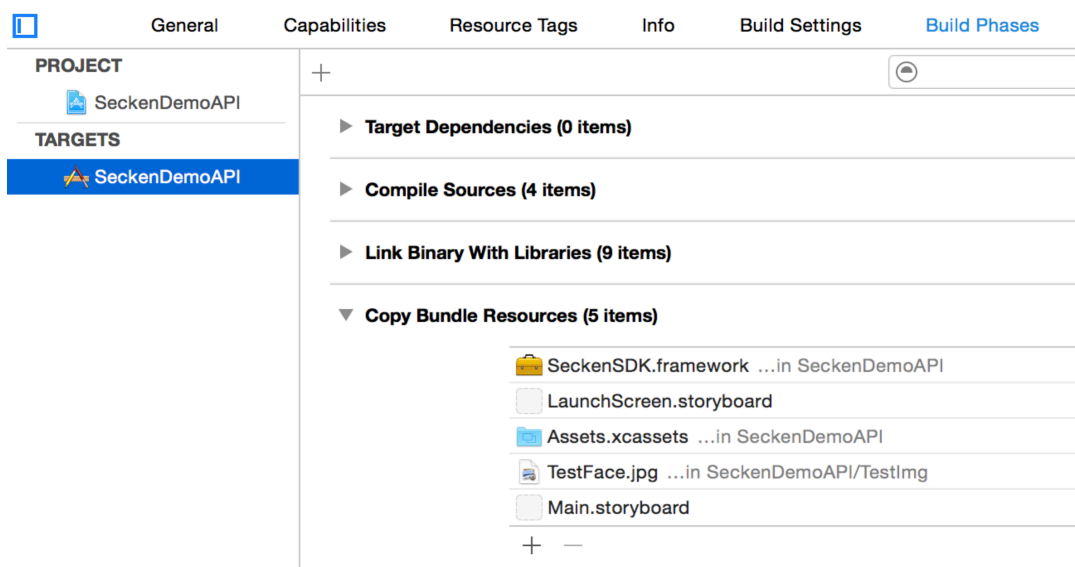 General Capabilities Resource Tags Info Build Settings Build Phases
PROJECT
SeckenDemoAPI
TARGETS
SeckenDemoAPI
Target Dependencies (0 items)
Compile Sources (4 items)
Link Binary With Libraries (9 items)
Copy Bundle Resources (5 items)
SeckenSDK.framework ...in SeckenDemoAPI
LaunchScreen.storyboard
Assets.xcassets ...in SeckenDemoAPI
TestFace.jpg ...in SeckenDemoAPI/TestImg
Main.storyboard